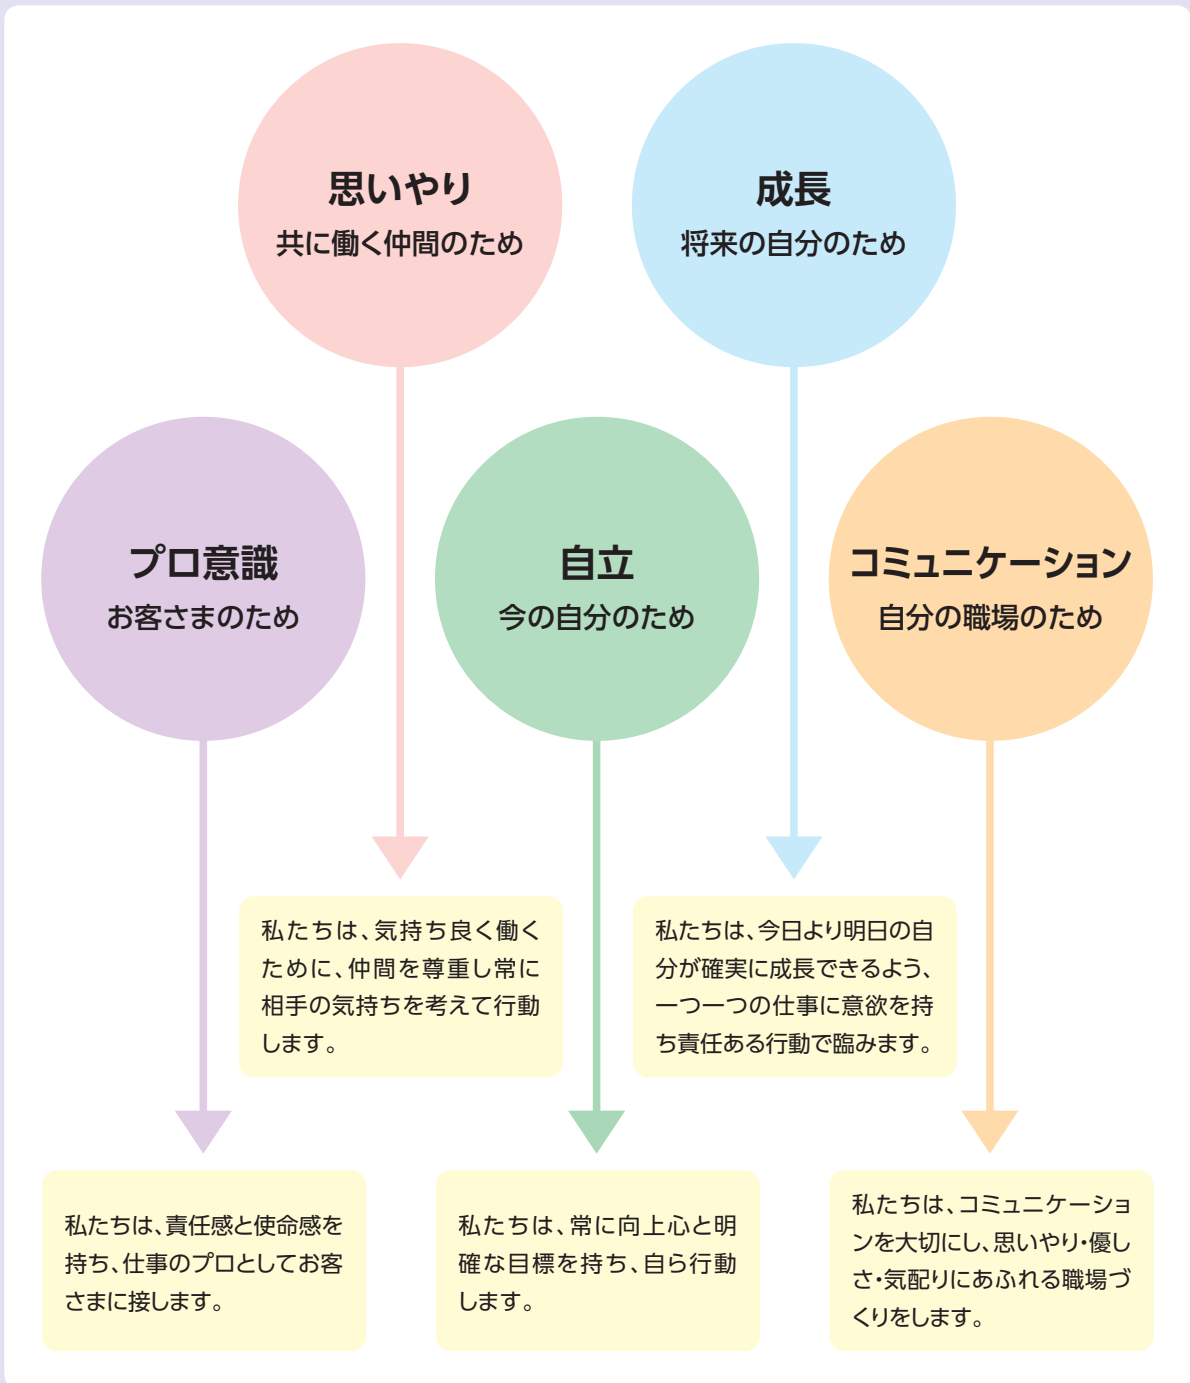 思いやり
共に働く仲間のため
成長
将来の自分のため
プロ意識
お客さまのため
自立
今の自分のため
コミュニケーション
自分の職場のため
私たちは、気持ち良く働く
ために、仲間を尊重し常に
相手の気持ちを考えて行動
します。
私たちは、今日より明日の自
分が確実に成長できるよう、
一つ一つの仕事に意欲を持
ち責任ある行動で臨みます。
私たちは、責任感と使命感を
持ち、仕事のプロとしてお客
さまに接します。
私たちは、常に向上心と明
確な目標を持ち、自ら行動
します。
私たちは、コミュニケーショ
ンを大切にし、思いやり・優し
さ・気配りにあふれる職場づ
くりをします。